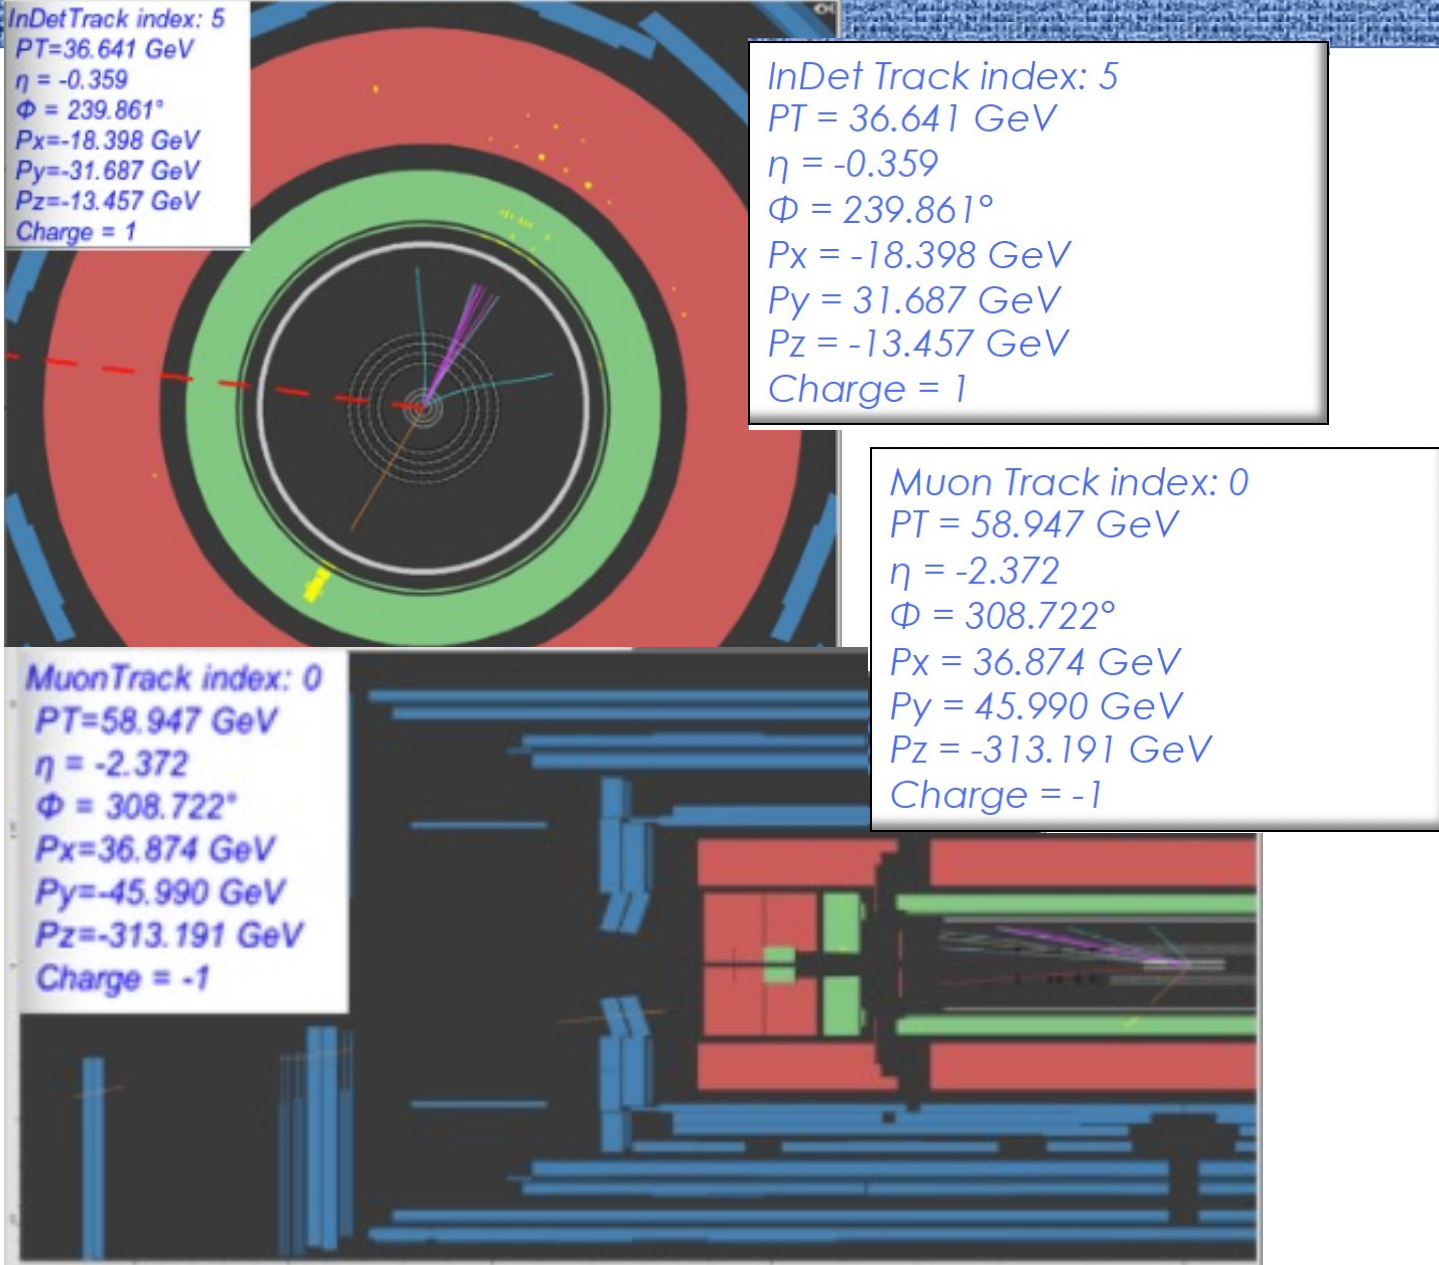 InDetTrack index: 5
PT=36.641 GeV
η = -0.359
Φ = 239.861°
Px=-18.398 GeV
Py=-31.687 GeV
Pz=-13.457 GeV
Charge = 1
InDet Track index: 5
PT = 36.641 GeV
η = -0.359
Φ = 239.861°
Px = -18.398 GeV
Py = 31.687 GeV
Pz = -13.457 GeV
Charge = 1
Muon Track index: 0
PT = 58.947 GeV
η = -2.372
Φ = 308.722°
Px = 36.874 GeV
Py = 45.990 GeV
Pz = -313.191 GeV
Charge = -1
MuonTrack index: 0
PT=58.947 GeV
η = -2.372
Φ = 308.722°
Px=36.874 GeV
Py=-45.990 GeV
Pz=-313.191 GeV
Charge = -1